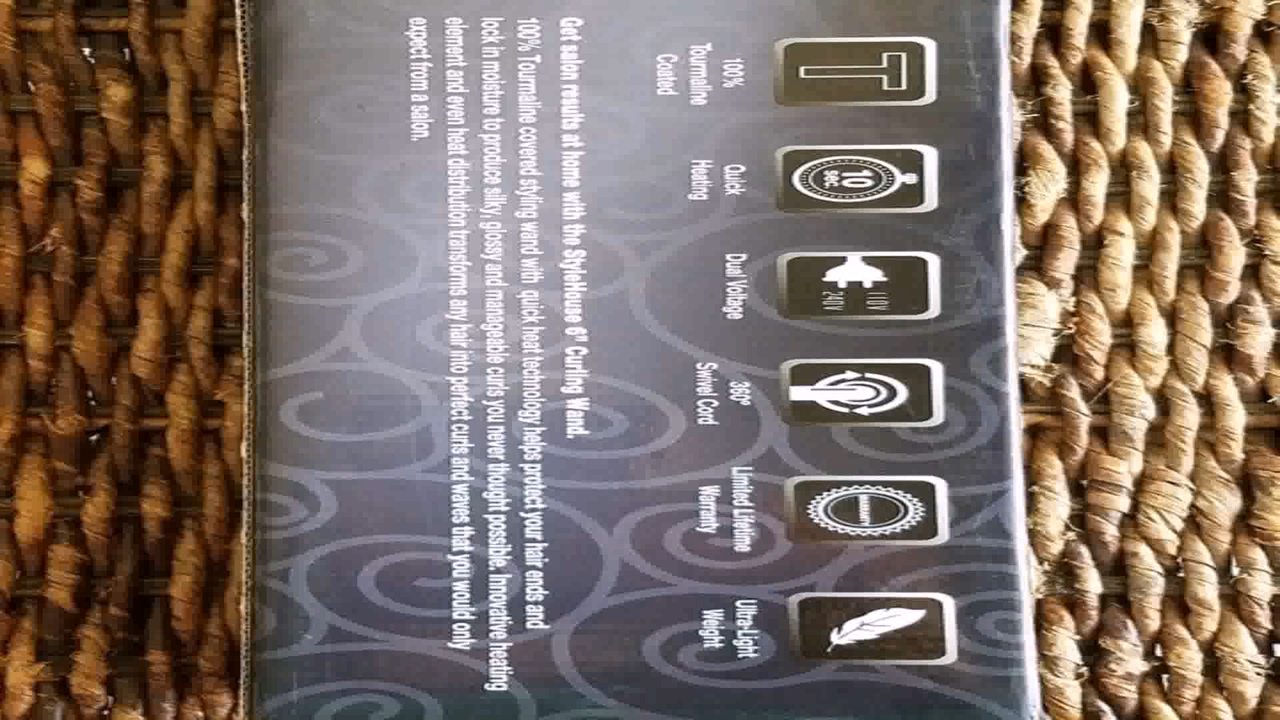 T
10
sec.
110V
240V
WARRANTY
100%
Tourmaline
Coated
Quick
Heating
Dual Voltage
360º
Swivel Cord
Limited Lifetime
Warranty
Ultra-Light
Weight
Get salon results at home with the StyleHouse 6" Curling Wand.
100% Tourmaline covered styling wand with quick heat technology helps protect your hair ends and
lock in moisture to produce silky, glossy and manageable curls you never thought possible. Innovative heating
element and even heat distribution transforms any hair into perfect curls and waves that you would only
expect from a salon.